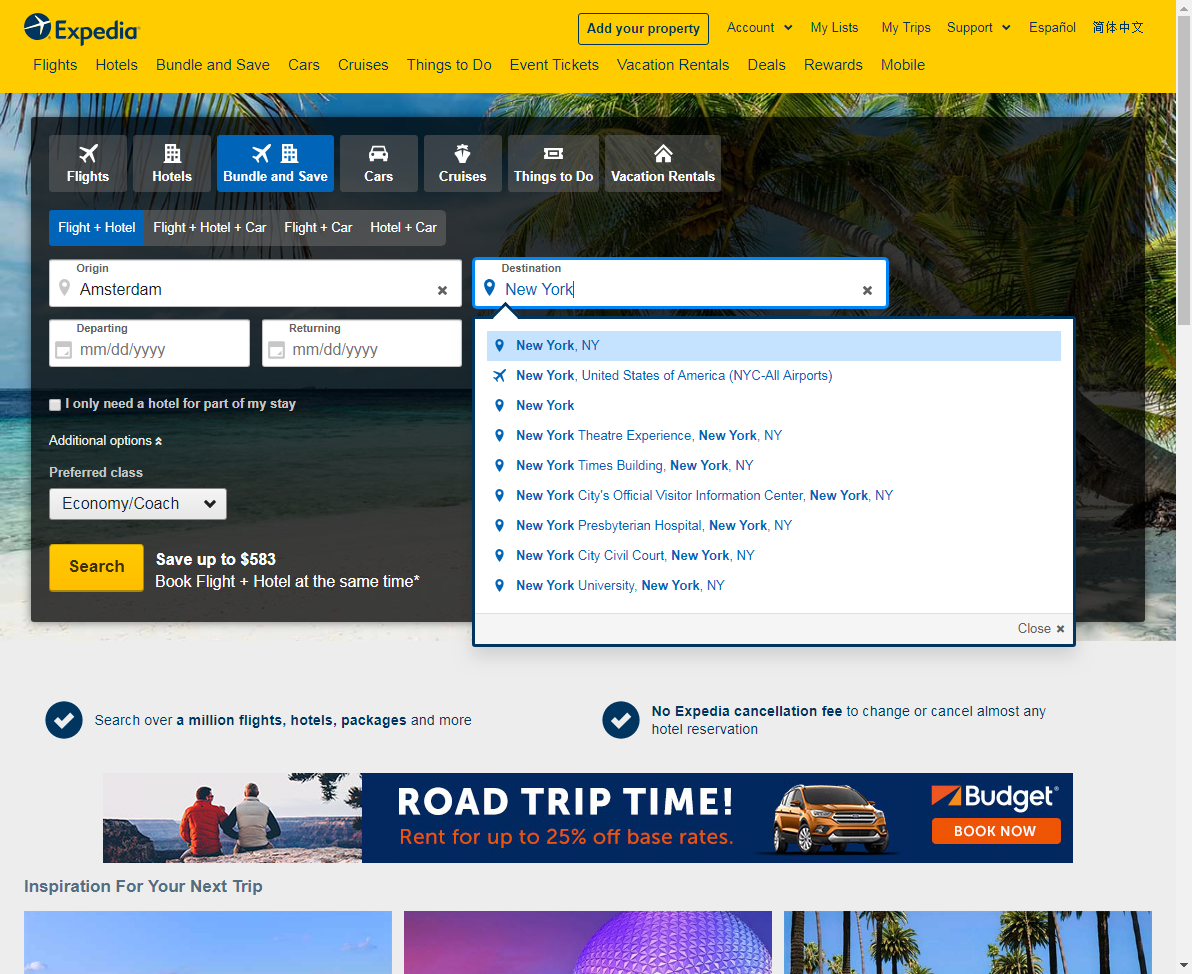 Expedia
Add your property
Account
My Lists
My Trips
Support
Español
简体中文
Flights
Hotels
Bundle and Save
Cars
Cruises
Things to Do
Event Tickets
Vacation Rentals
Deals
Rewards
Mobile
Flights
Hotels
Bundle and Save
Cars
Cruises
Things to Do
Vacation Rentals
Flight + Hotel
Flight + Hotel + Car
Flight + Car
Hotel + Car
Origin
Amsterdam
Destination
New York
Departing
mm/dd/yyyy
Returning
mm/dd/yyyy
New York, NY
New York, United States of America (NYC-All Airports)
New York
New York Theatre Experience, New York, NY
New York Times Building, New York, NY
New York City's Official Visitor Information Center, New York, NY
New York Presbyterian Hospital, New York, NY
New York City Civil Court, New York, NY
New York University, New York, NY
Close
I only need a hotel for part of my stay
Additional options
Preferred class
Economy/Coach
Search
Save up to $583
Book Flight + Hotel at the same time*
Search over a million flights, hotels, packages and more
No Expedia cancellation fee to change or cancel almost any
hotel reservation
ROAD TRIP TIME!
Rent for up to 25% off base rates.
Budget®
BOOK NOW
Inspiration For Your Next Trip